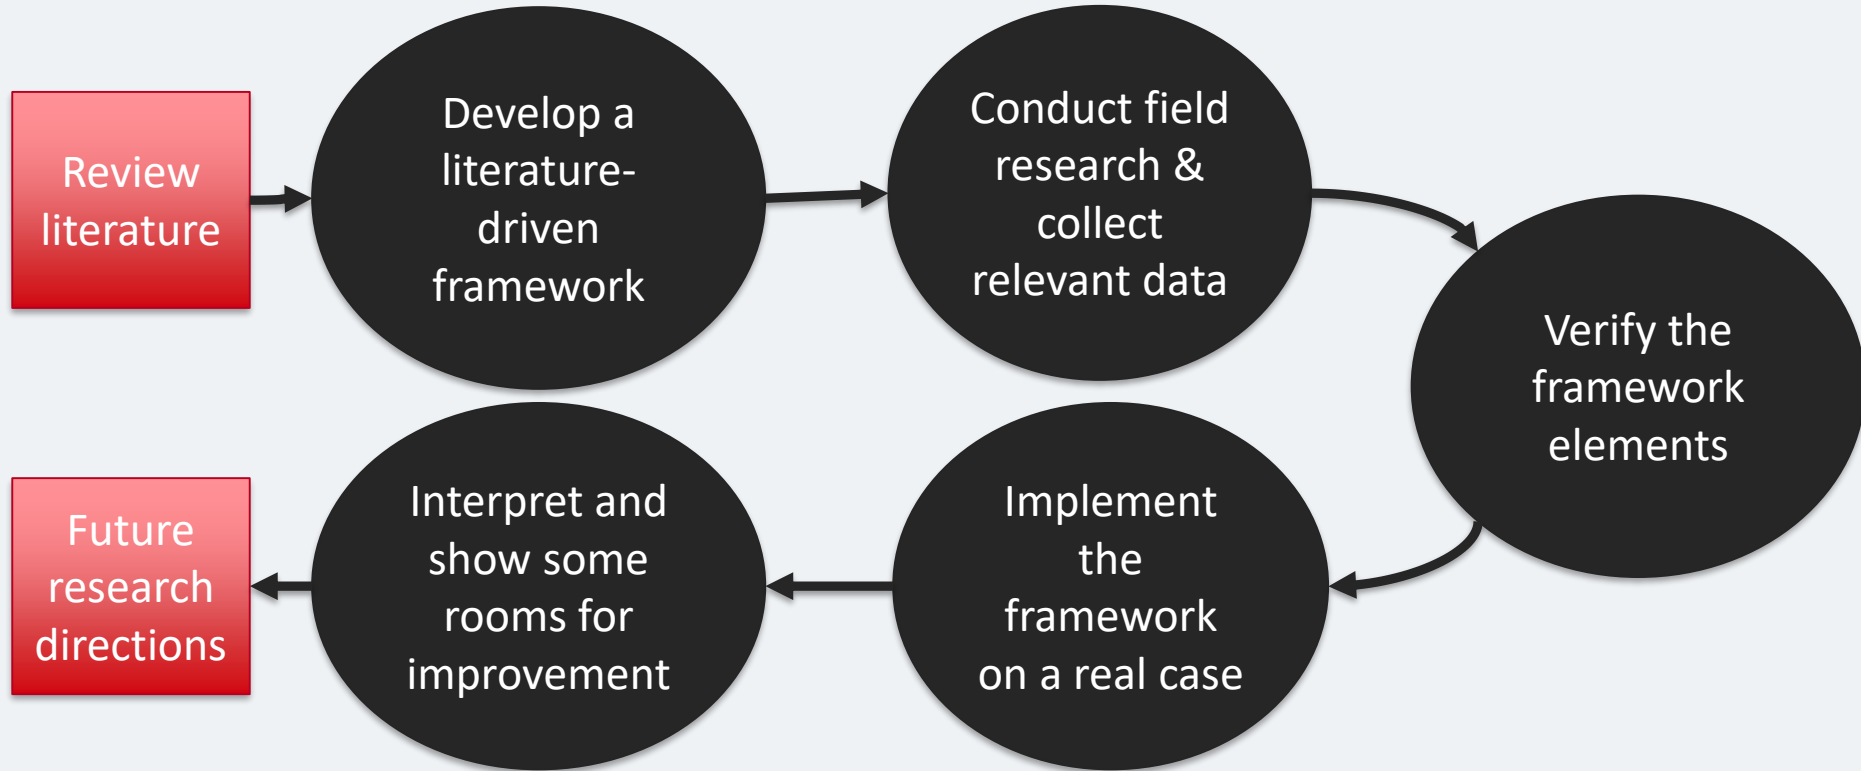 Review
literature
Develop a
literature-
driven
framework
Conduct field
research &
collect
relevant data
Verify the
framework
elements
Implement
the
framework
on a real case
Interpret and
show some
rooms for
improvement
Future
research
directions